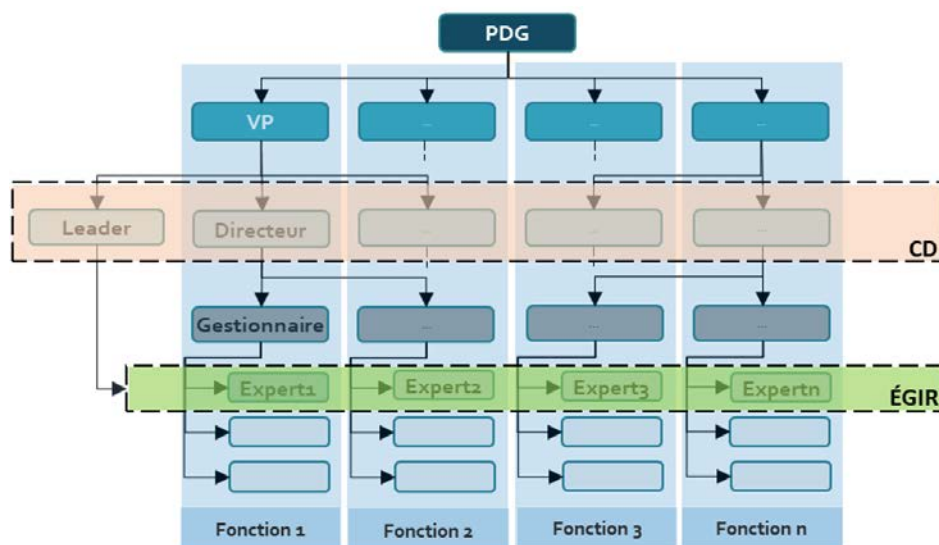 PDG
VP
...
...
...
Leader
Directeur
...
...
...
CD
Gestionnaire
...
...
...
Expert1
Expert2
Expert3
Expertn
ÉGIR
Fonction 1
Fonction 2
Fonction 3
Fonction n